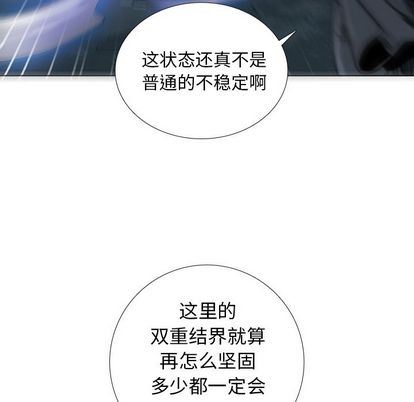 这状态还真不是
普通的不稳定啊
这里的
双重结界就算
再怎么坚固
多少都一定会